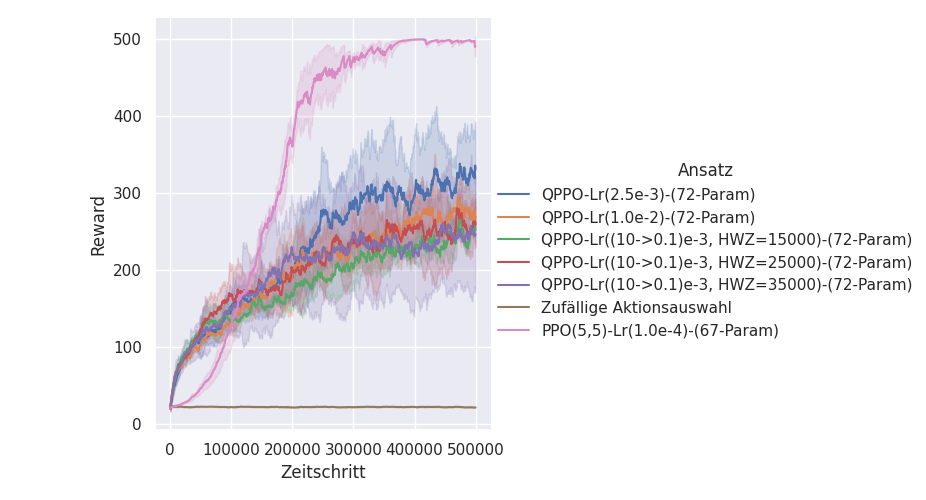 500
400
300
200
100
0
Reward
0 100000 200000 300000 400000 500000
Zeitschritt
Ansatz
QPPO-Lr(2.5e-3)-(72-Param)
QPPO-Lr(1.0e-2)-(72-Param)
QPPO-Lr((10->0.1)e-3, HWZ=15000)-(72-Param)
QPPO-Lr((10->0.1)e-3, HWZ=25000)-(72-Param)
QPPO-Lr((10->0.1)e-3, HWZ=35000)-(72-Param)
Zufällige Aktionsauswahl
PPO(5,5)-Lr(1.0e-4)-(67-Param)